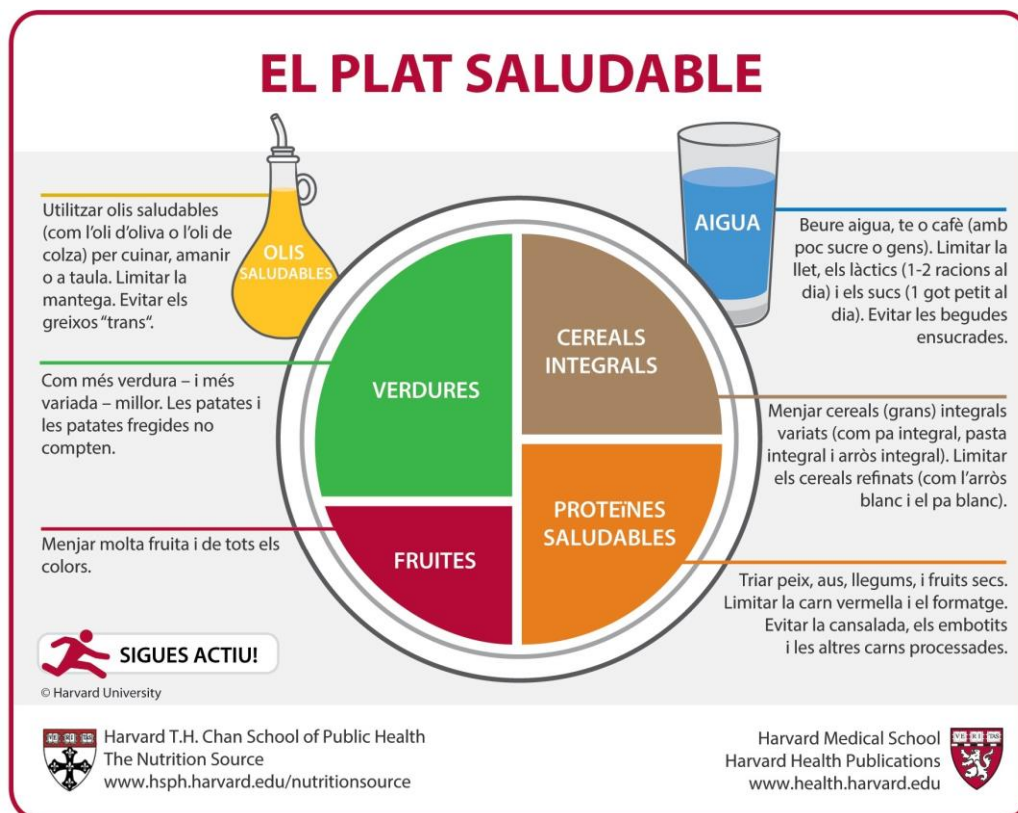 EL PLAT SALUDABLE
Utilitzar olis saludables
(com l'oli d'oliva o l'oli de
colza) per cuinar, amanir
o a taula. Limitar la
mantega. Evitar els
greixos "trans".
OLIS
SALUDABLES
Com més verdura – i més
variada – millor. Les patates i
les patates fregides no
compten.
Menjar molta fruita i de tots els
colors.
VERDURES
FRUITES
CEREALS
INTEGRALS
PROTEïNES
SALUDABLES
AIGUA
Beure aigua, te o cafè (amb
poc sucre o gens). Limitar la
llet, els làctics (1-2 racions al
dia) i els sucs (1 got petit al
dia). Evitar les begudes
ensucrades.
Menjar cereals (grans) integrals
variats (com pa integral, pasta
integral i arròs integral). Limitar
els cereals refinats (com l'arròs
blanc i el pa blanc).
Triar peix, aus, llegums, i fruits secs.
Limitar la carn vermella i el formatge.
Evitar la cansalada, els embotits
i les altres carns processades.
SIGUES ACTIU!
© Harvard University
Harvard T.H. Chan School of Public Health
The Nutrition Source
www.hsph.harvard.edu/nutritionsource
Harvard Medical School
Harvard Health Publications
www.health.harvard.edu
VE RI TAS